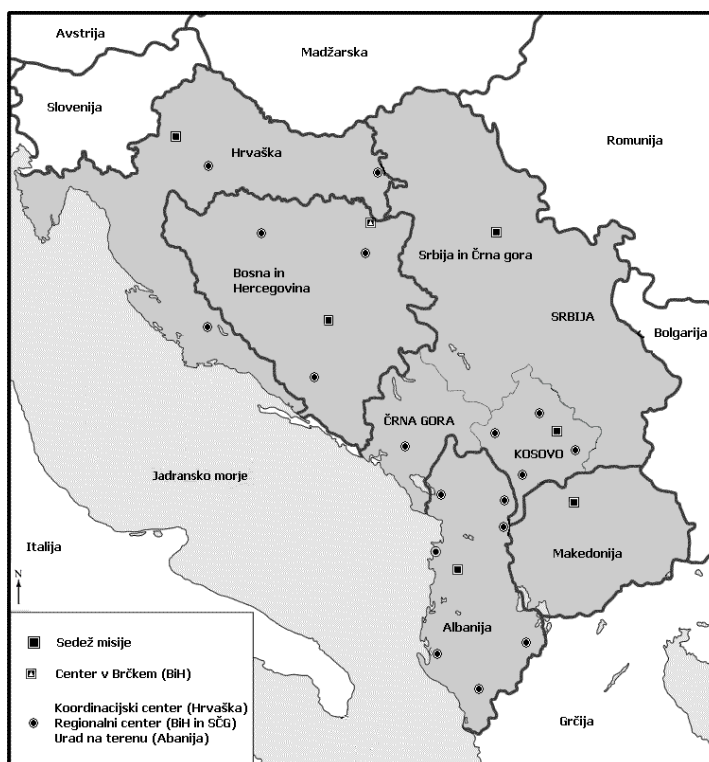 Avstrija
Madžarska
Slovenija
Romunija
Hrvaška
Srbija in Črna gora
Bosna in
Hercegovina
SRBIJA
Bolgarija
ČRNA GORA
KOSOVO
Jadransko morje
Italija
Makedonija
N
Albanija
Grčija
Sedež misije
Center v Brčkem (BiH)
Koordinacijski center (Hrvaška)
Regionalni center (BiH in SČG)
Urad na terenu (Abanija)